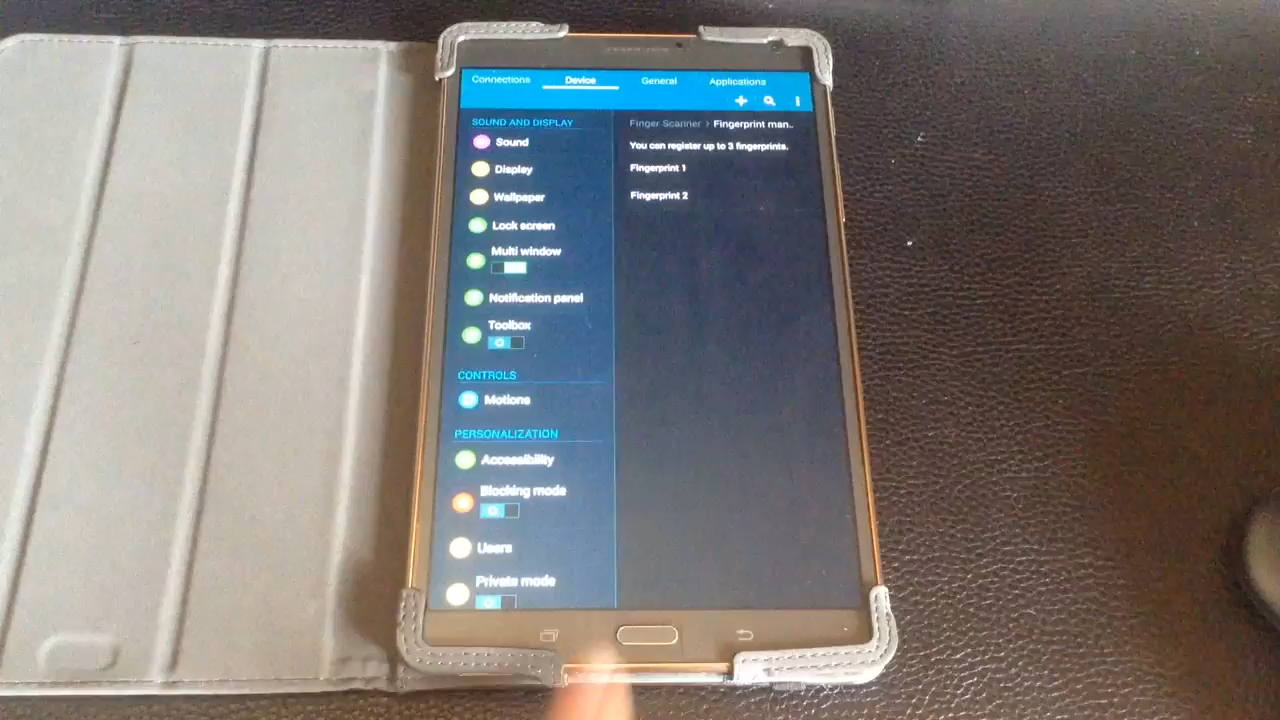 Connections Device General Applications
SOUND AND DISPLAY
Sound
Display
Wallpaper
Lock screen
Multi window
Notification panel
Toolbox
CONTROLS
Motions
PERSONALIZATION
Accessibility
Blocking mode
Users
Private mode
Finger Scanner > Fingerprint man..
You can register up to 3 fingerprints.
Fingerprint 1
Fingerprint 2